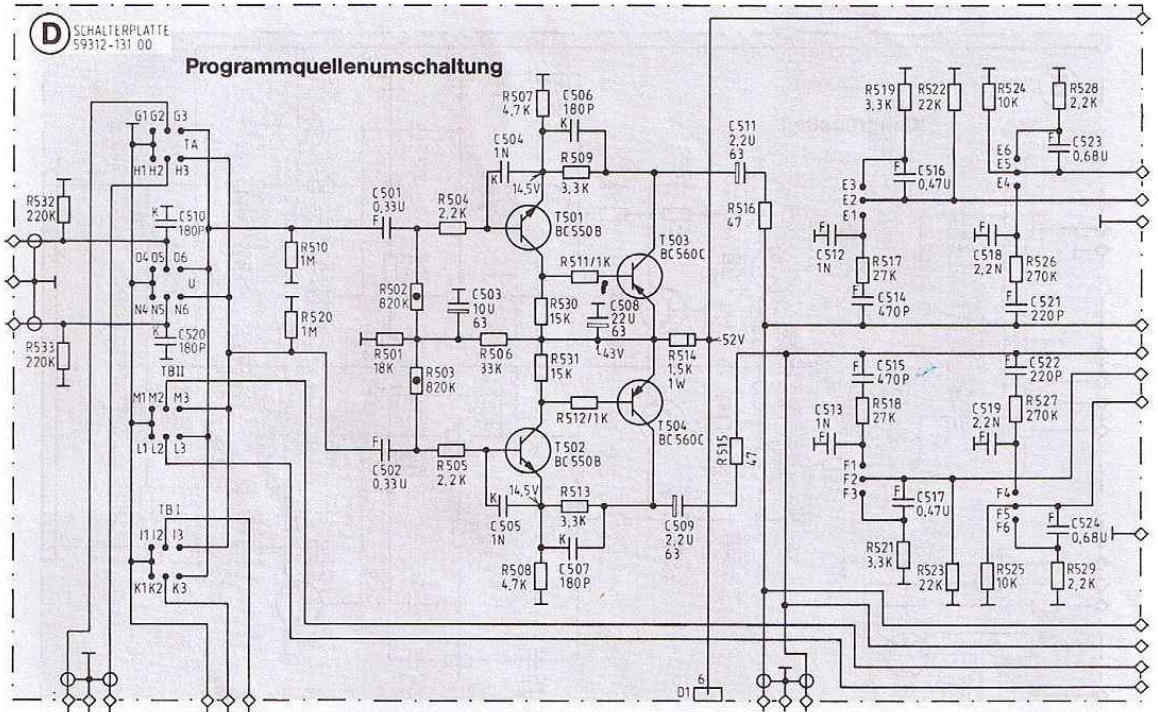 D
SCHALTERPLATTE
59312-131 00
Programmquellenumschaltung
R507
4,7K
C506
180P
K
C504
1N
K
R509
3,3K
14,5V
C511
2,2U
63
R519
3,3K
R522
22K
R524
10K
R528
2,2K
G1 G2 G3
TA
H1 H2 H3
F
C516
0,47U
E3
E2
E1
E6
E5
E4
F
C523
0,68U
R532
220K
K
C510
180P
C501
0,33U
F
R504
2,2K
T501
BC550B
T503
BC560C
R516
47
R510
1M
R511/1K
F
C512
1N
R517
27K
F
C518
2,2N
R526
270K
O4 O5 O6
U
N4 N5 N6
R502
820K
C503
10U
63
R530
15K
C508
22U
63
C514
470P
C521
220P
R520
1M
R533
220K
K
C520
180P
R501
18K
R506
33K
43V
R514
1,5K
1W
-52V
R531
15K
R503
820K
TBII
M1 M2 M3
L1 L2 L3
R512/1K
T504
BC560C
C515
470P
C522
220P
C513
1N
F
R518
27K
C519
2,2N
F
R527
270K
F
C502
0,33U
R505
2,2K
T502
BC550B
R515
47
F1
F2
F3
F4
F5
F6
14,5V
R513
3,3K
K
C505
1N
K
C507
180P
C509
2,2U
63
F
C517
0,47U
F
C524
0,68U
TBI
I1 I2 I3
K1 K2 K3
R508
4,7K
R521
3,3K
R523
22K
R525
10K
R529
2,2K
6
D1